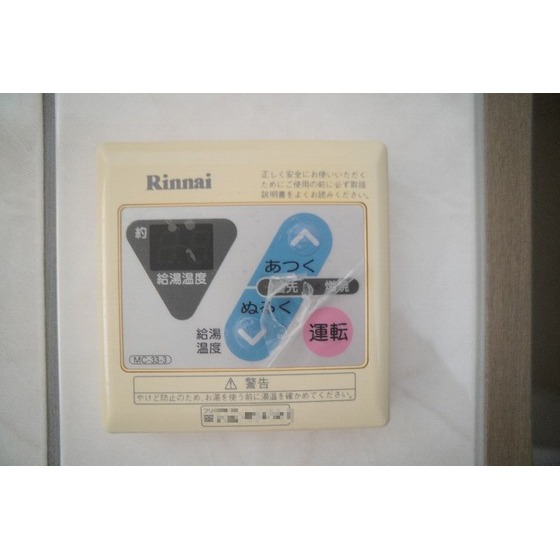 Rinnai
正しく安全にお使いいただく
ためにご使用の前に必ず取扱
説明書をよくお読みください。
約
給湯温度
あつく
優先 燃焼
ぬるく
給湯
温度
運転
MC-33-3
⚠ 警告
やけど防止のため、お湯を使う前に湯温を確かめてください。